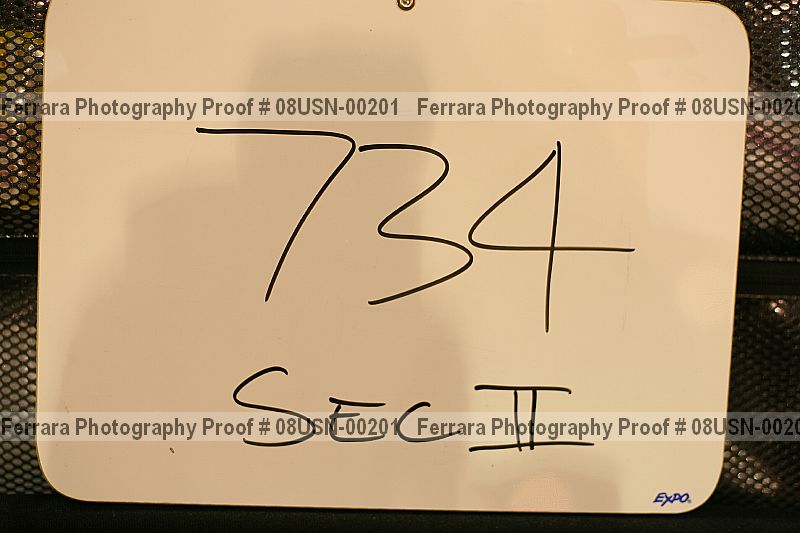 Ferrara Photography Proof # 08USN-00201 Ferrara Photography Proof # 08USN-0020
734
SEC II
Ferrara Photography Proof # 08USN-00201 Ferrara Photography Proof # 08USN-0020
EXPO